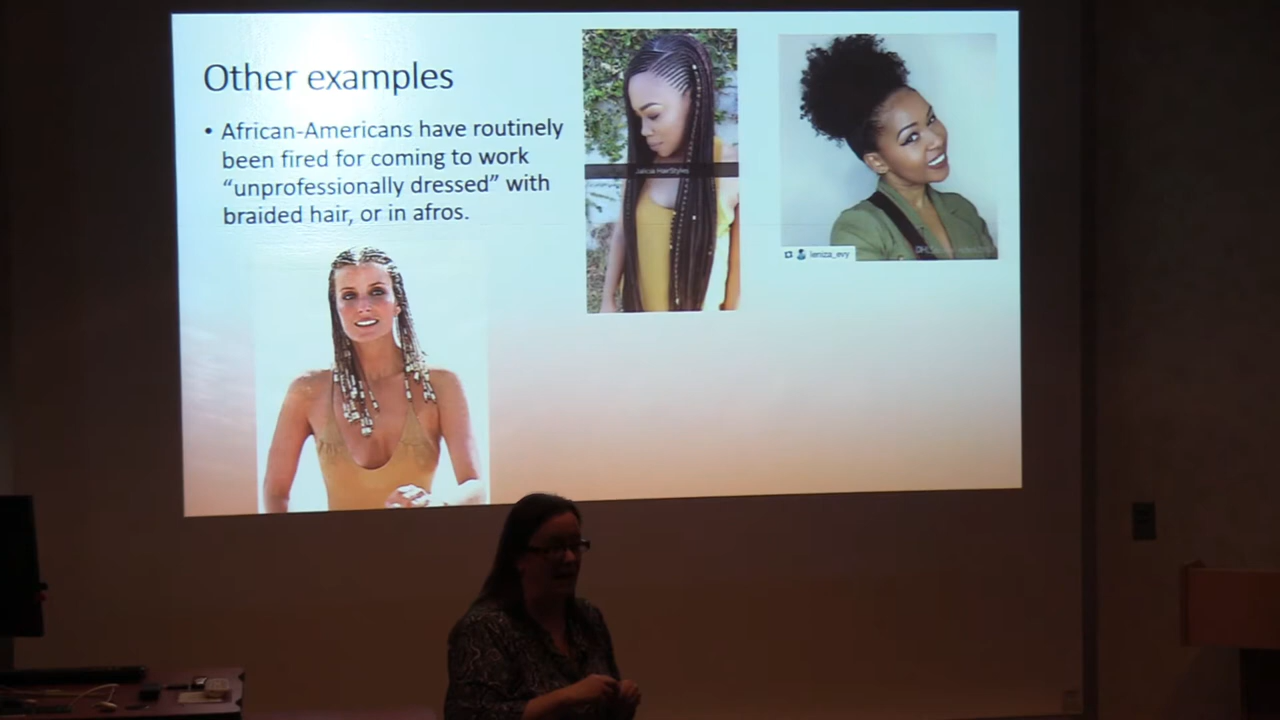 Other examples
• African-Americans have routinely
been fired for coming to work
“unprofessionally dressed” with
braided hair, or in afros.
Jalicia HairStyles
leniza_evy